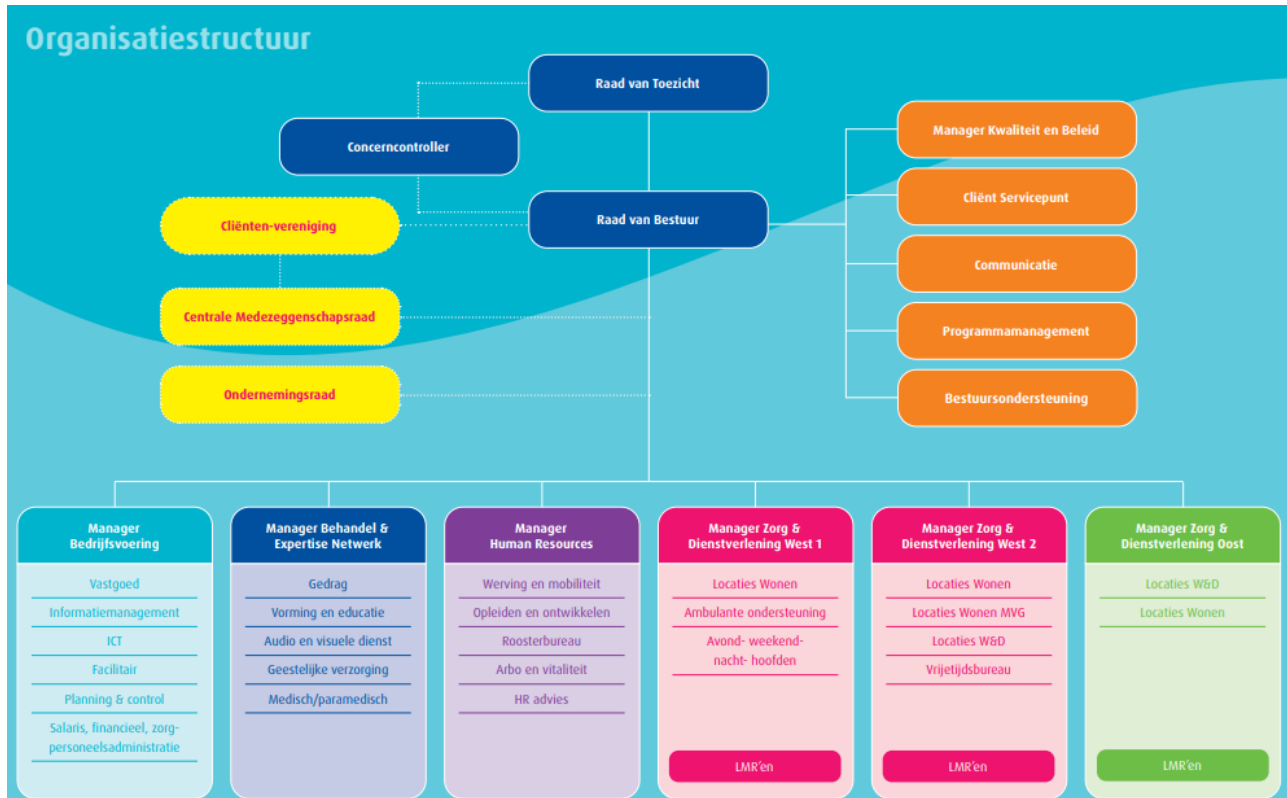 Organisatiestructuur
Raad van Toezicht
Concerncontroller
Raad van Bestuur
Cliënten-vereniging
Centrale Medezeggenschapsraad
Ondernemingsraad
Manager Kwaliteit en Beleid
Cliënt Servicepunt
Communicatie
Programmamanagement
Bestuursondersteuning
Manager
Bedrijfsvoering
Vastgoed
Informatiemanagement
ICT
Facilitair
Planning & control
Salaris, financieel, zorg-
personeelsadministratie
Manager Behandel &
Expertise Netwerk
Gedrag
Vorming en educatie
Audio en visuele dienst
Geestelijke verzorging
Medisch/paramedisch
Manager
Human Resources
Werving en mobiliteit
Opleiden en ontwikkelen
Roosterbureau
Arbo en vitaliteit
HR advies
Manager Zorg &
Dienstverlening West 1
Locaties Wonen
Ambulante ondersteuning
Avond- weekend-
nacht- hoofden
LMR'en
Manager Zorg &
Dienstverlening West 2
Locaties Wonen
Locaties Wonen MVG
Locaties W&D
Vrijetijdsbureau
LMR'en
Manager Zorg &
Dienstverlening Oost
Locaties W&D
Locaties Wonen
LMR'en